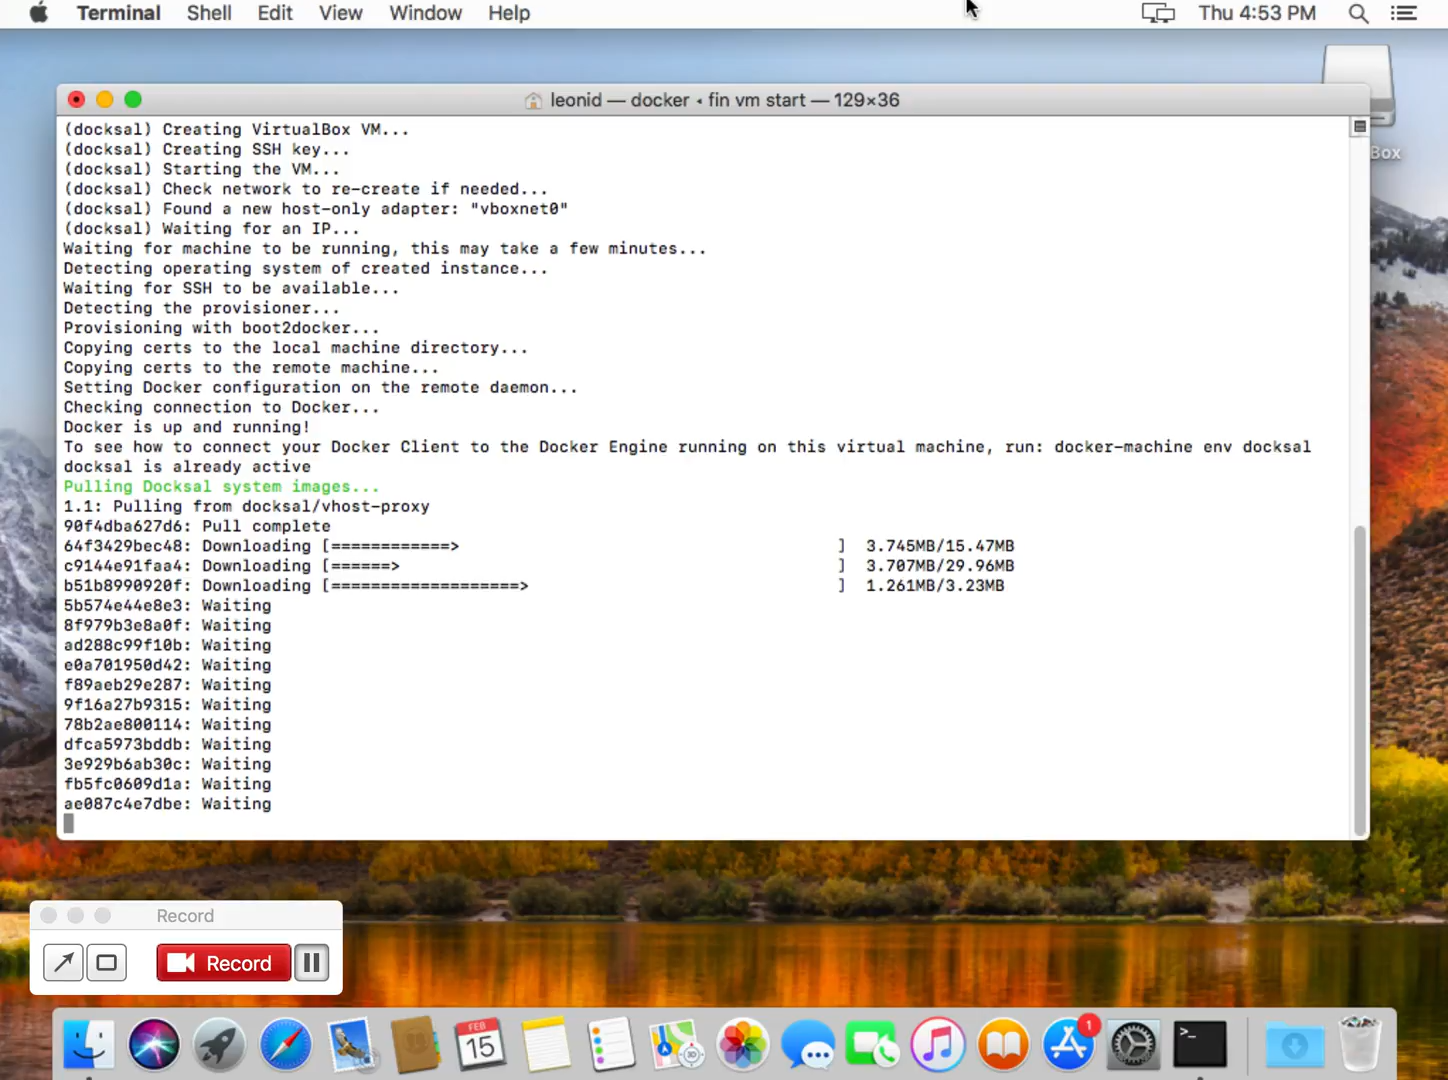 Terminal Shell Edit View Window Help Thu 4:53 PM
Box
leonid — docker ◂ fin vm start — 129×36
(docksal) Creating VirtualBox VM...
(docksal) Creating SSH key...
(docksal) Starting the VM...
(docksal) Check network to re-create if needed...
(docksal) Found a new host-only adapter: "vboxnet0"
(docksal) Waiting for an IP...
Waiting for machine to be running, this may take a few minutes...
Detecting operating system of created instance...
Waiting for SSH to be available...
Detecting the provisioner...
Provisioning with boot2docker...
Copying certs to the local machine directory...
Copying certs to the remote machine...
Setting Docker configuration on the remote daemon...
Checking connection to Docker...
Docker is up and running!
To see how to connect your Docker Client to the Docker Engine running on this virtual machine, run: docker-machine env docksal
docksal is already active
Pulling Docksal system images...
1.1: Pulling from docksal/vhost-proxy
90f4dba627d6: Pull complete
64f3429bec48: Downloading [============>                                      ]  3.745MB/15.47MB
c9144e91faa4: Downloading [======>                                            ]  3.707MB/29.96MB
b51b8990920f: Downloading [===================>                               ]  1.261MB/3.23MB
5b574e44e8e3: Waiting
8f979b3e8a0f: Waiting
ad288c99f10b: Waiting
e0a701950d42: Waiting
f89aeb29e287: Waiting
9f16a27b9315: Waiting
78b2ae800114: Waiting
dfca5973bddb: Waiting
3e929b6ab30c: Waiting
fb5fc0609d1a: Waiting
ae087c4e7dbe: Waiting
Record
Record
FEB
15
1
>_